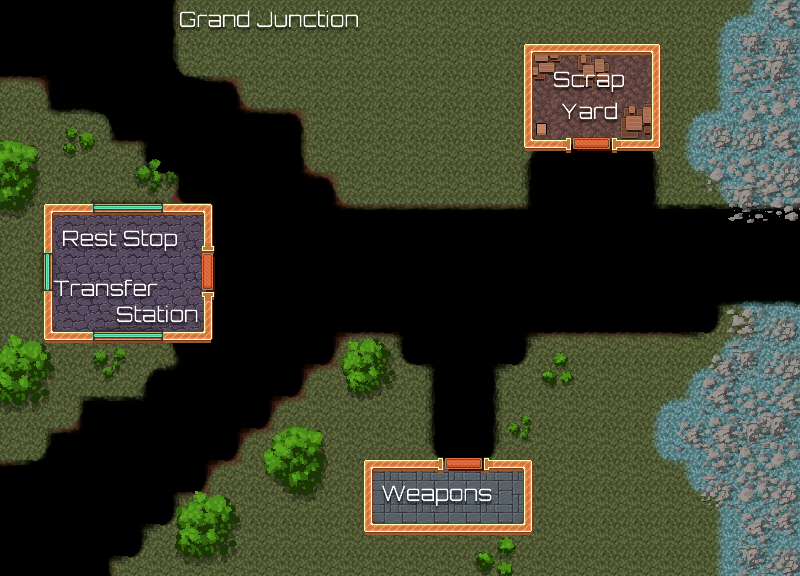 Grand Junction
Scrap
Yard
Rest Stop
Transfer
Station
Weapons